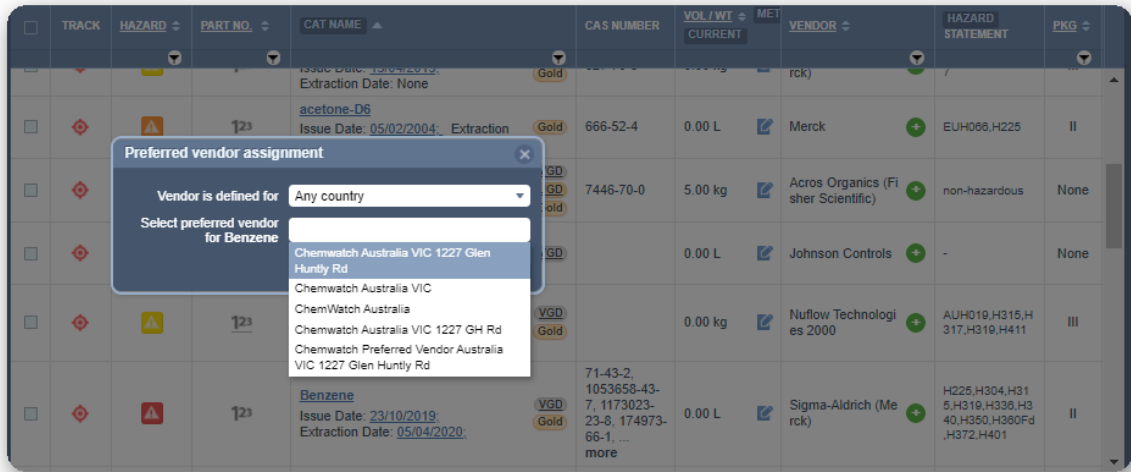 TRACK HAZARD PART NO. CAT NAME CAS NUMBER VOL / WT MET VENDOR HAZARD PKG
CURRENT STATEMENT
Gold rck)
Extraction Date: None
acetone-D6
Issue Date: 05/02/2004; Extraction Gold 666-52-4 0.00 L Merck EUH066,H225 II
123
Preferred vendor assignment
Vendor is defined for Any country
Select preferred vendor
for Benzene
Chemwatch Australia VIC 1227 Glen
Huntly Rd
Chemwatch Australia VIC
ChemWatch Australia
Chemwatch Australia VIC 1227 GH Rd
Chemwatch Preferred Vendor Australia
VIC 1227 Glen Huntly Rd
7446-70-0 5.00 kg Acros Organics (Fi non-hazardous None
sher Scientific)
0.00 L Johnson Controls - None
123 VGD 0.00 kg Nuflow Technologi AUH019,H315,H III
Gold es 2000 317,H319,H411
Benzene
Issue Date: 23/10/2019;
Extraction Date: 05/04/2020;
123 VGD
Gold
71-43-2,
1053658-43-
7, 1173023-
23-8, 174973-
66-1, ...
more
0.00 L Sigma-Aldrich (Me II
rck)
H225,H304,H31
5,H319,H336,H3
40,H350,H360Fd
,H372,H401